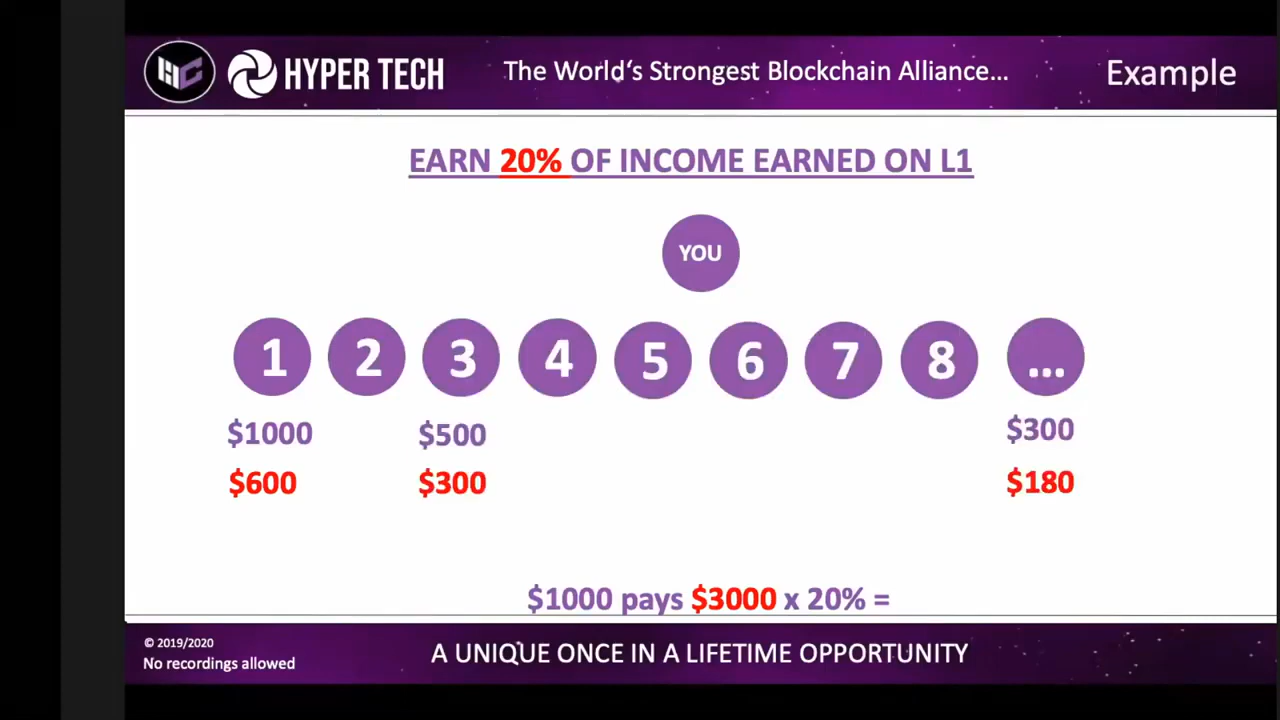 HC HYPER TECH The World's Strongest Blockchain Alliance... Example
EARN 20% OF INCOME EARNED ON L1
YOU
1 2 3 4 5 6 7 8 ...
$1000 $500 $300
$600 $300 $180
$1000 pays $3000 x 20% =
© 2019/2020
No recordings allowed
A UNIQUE ONCE IN A LIFETIME OPPORTUNITY